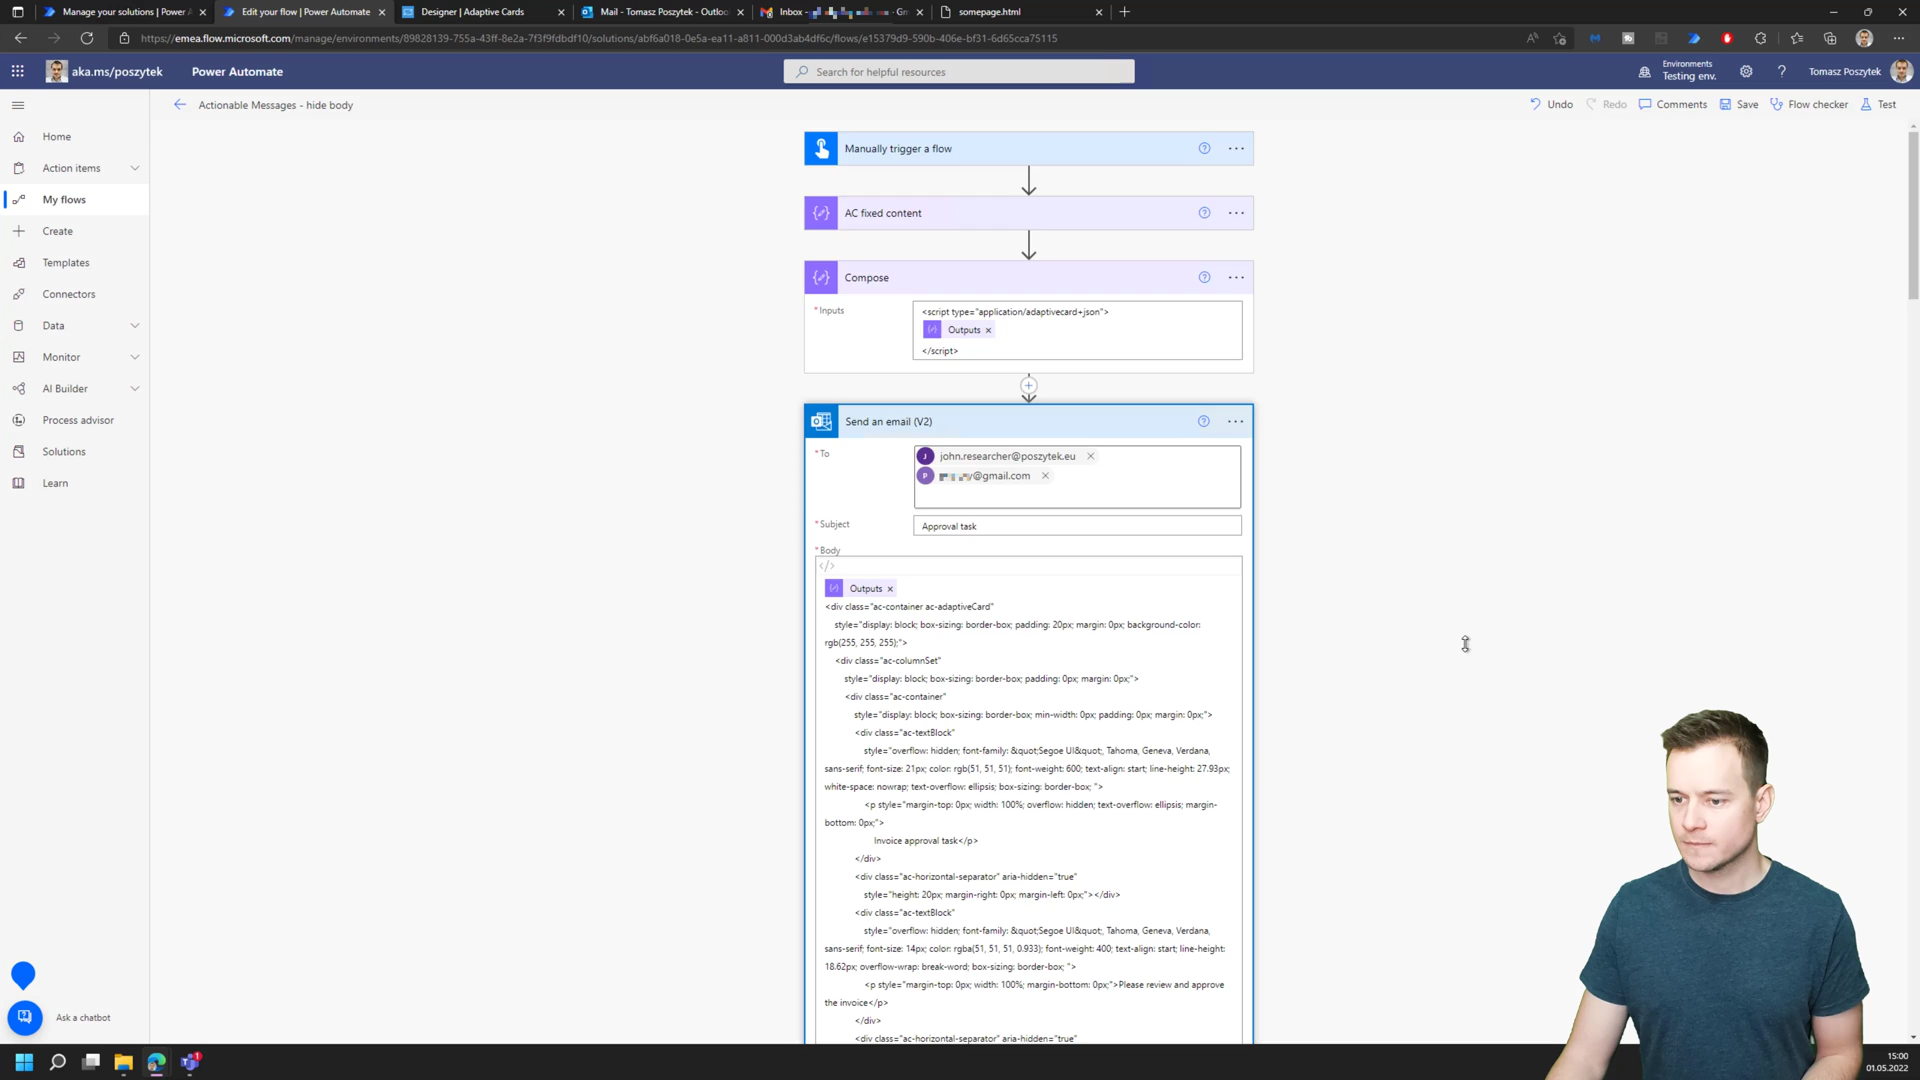 Manage your solutions | Power A
Edit your flow | Power Automate
Designer | Adaptive Cards
Mail - Tomasz Poszytek - Outloo
Inbox -
somepage.html
https://emea.flow.microsoft.com/manage/environments/89828139-755a-43ff-8e2a-7f3f9fdbdf10/solutions/abf6a018-0e5a-ea11-a811-000d3ab4df6c/flows/e15379d9-590b-406e-bf31-6d65cca75115
aka.ms/poszytek
Power Automate
Search for helpful resources
Environments
Testing env.
Tomasz Poszytek
Actionable Messages - hide body
Undo
Redo
Comments
Save
Flow checker
Test
Home
Action items
My flows
Create
Templates
Connectors
Data
Monitor
AI Builder
Process advisor
Solutions
Learn
Ask a chatbot
Manually trigger a flow
AC fixed content
Compose
* Inputs
<script type="application/adaptivecard+json">
Outputs ×
</script>
Send an email (V2)
* To
J john.researcher@poszytek.eu ×
P y@gmail.com ×
* Subject
Approval task
* Body
</>
Outputs ×
<div class="ac-container ac-adaptiveCard"
style="display: block; box-sizing: border-box; padding: 20px; margin: 0px; background-color:
rgb(255, 255, 255);">
<div class="ac-columnSet"
style="display: block; box-sizing: border-box; padding: 0px; margin: 0px;">
<div class="ac-container"
style="display: block; box-sizing: border-box; min-width: 0px; padding: 0px; margin: 0px;">
<div class="ac-textBlock"
style="overflow: hidden; font-family: &quot;Segoe UI&quot;, Tahoma, Geneva, Verdana,
sans-serif; font-size: 21px; color: rgb(51, 51, 51); font-weight: 600; text-align: start; line-height: 27.93px;
white-space: nowrap; text-overflow: ellipsis; box-sizing: border-box; ">
<p style="margin-top: 0px; width: 100%; overflow: hidden; text-overflow: ellipsis; margin-
bottom: 0px;">
Invoice approval task</p>
</div>
<div class="ac-horizontal-separator" aria-hidden="true"
style="height: 20px; margin-right: 0px; margin-left: 0px;"></div>
<div class="ac-textBlock"
style="overflow: hidden; font-family: &quot;Segoe UI&quot;, Tahoma, Geneva, Verdana,
sans-serif; font-size: 14px; color: rgba(51, 51, 51, 0.933); font-weight: 400; text-align: start; line-height:
18.62px; overflow-wrap: break-word; box-sizing: border-box; ">
<p style="margin-top: 0px; width: 100%; margin-bottom: 0px;">Please review and approve
the invoice</p>
</div>
<div class="ac-horizontal-separator" aria-hidden="true"
15:00
01.05.2022